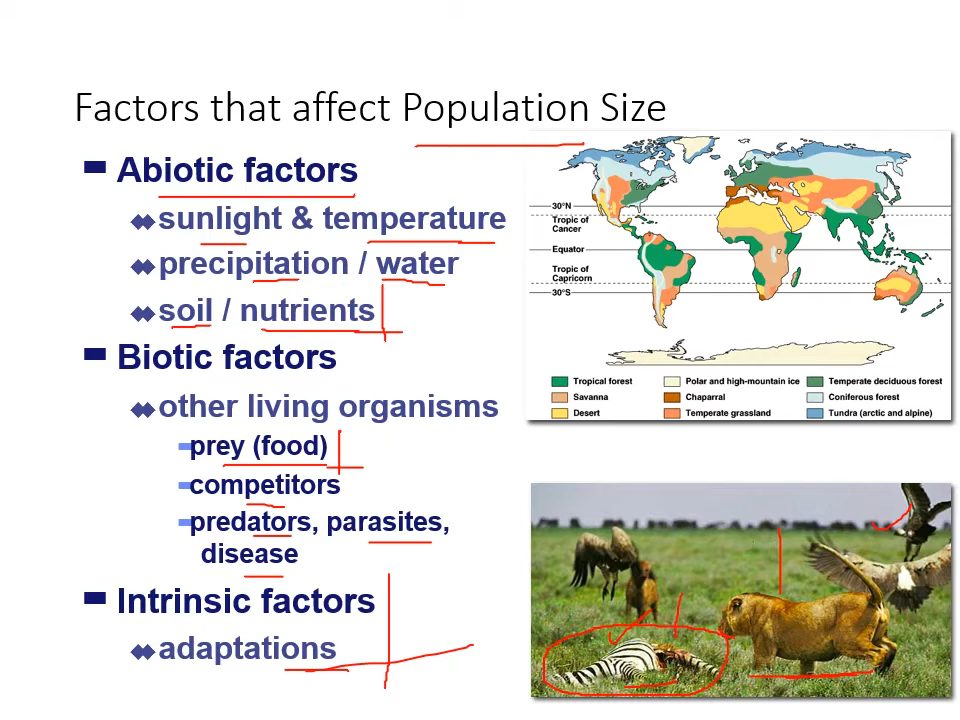 Factors that affect Population Size
Abiotic factors
sunlight & temperature
precipitation / water
soil / nutrients
Biotic factors
other living organisms
prey (food)
competitors
predators, parasites,
disease
Intrinsic factors
adaptations
30°N
Tropic of
Cancer
Equator
Tropic of
Capricorn
30°S
Tropical forest
Polar and high-mountain ice
Temperate deciduous forest
Savanna
Chaparral
Coniferous forest
Desert
Temperate grassland
Tundra (arctic and alpine)